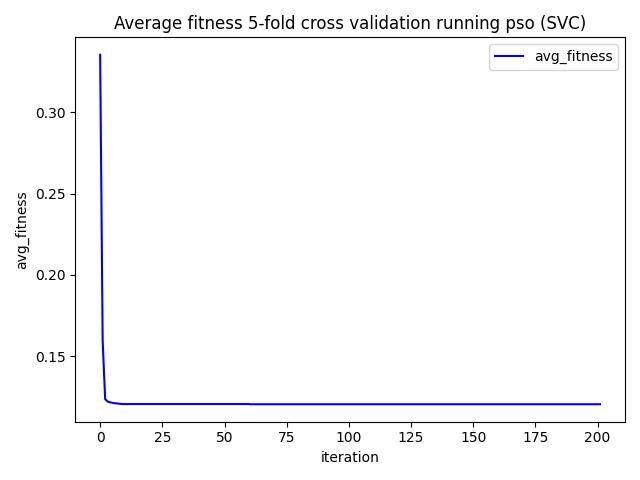 Average fitness 5-fold cross validation running pso (SVC)
avg_fitness
0.30
0.25
0.20
0.15
avg_fitness
0 25 50 75 100 125 150 175 200
iteration